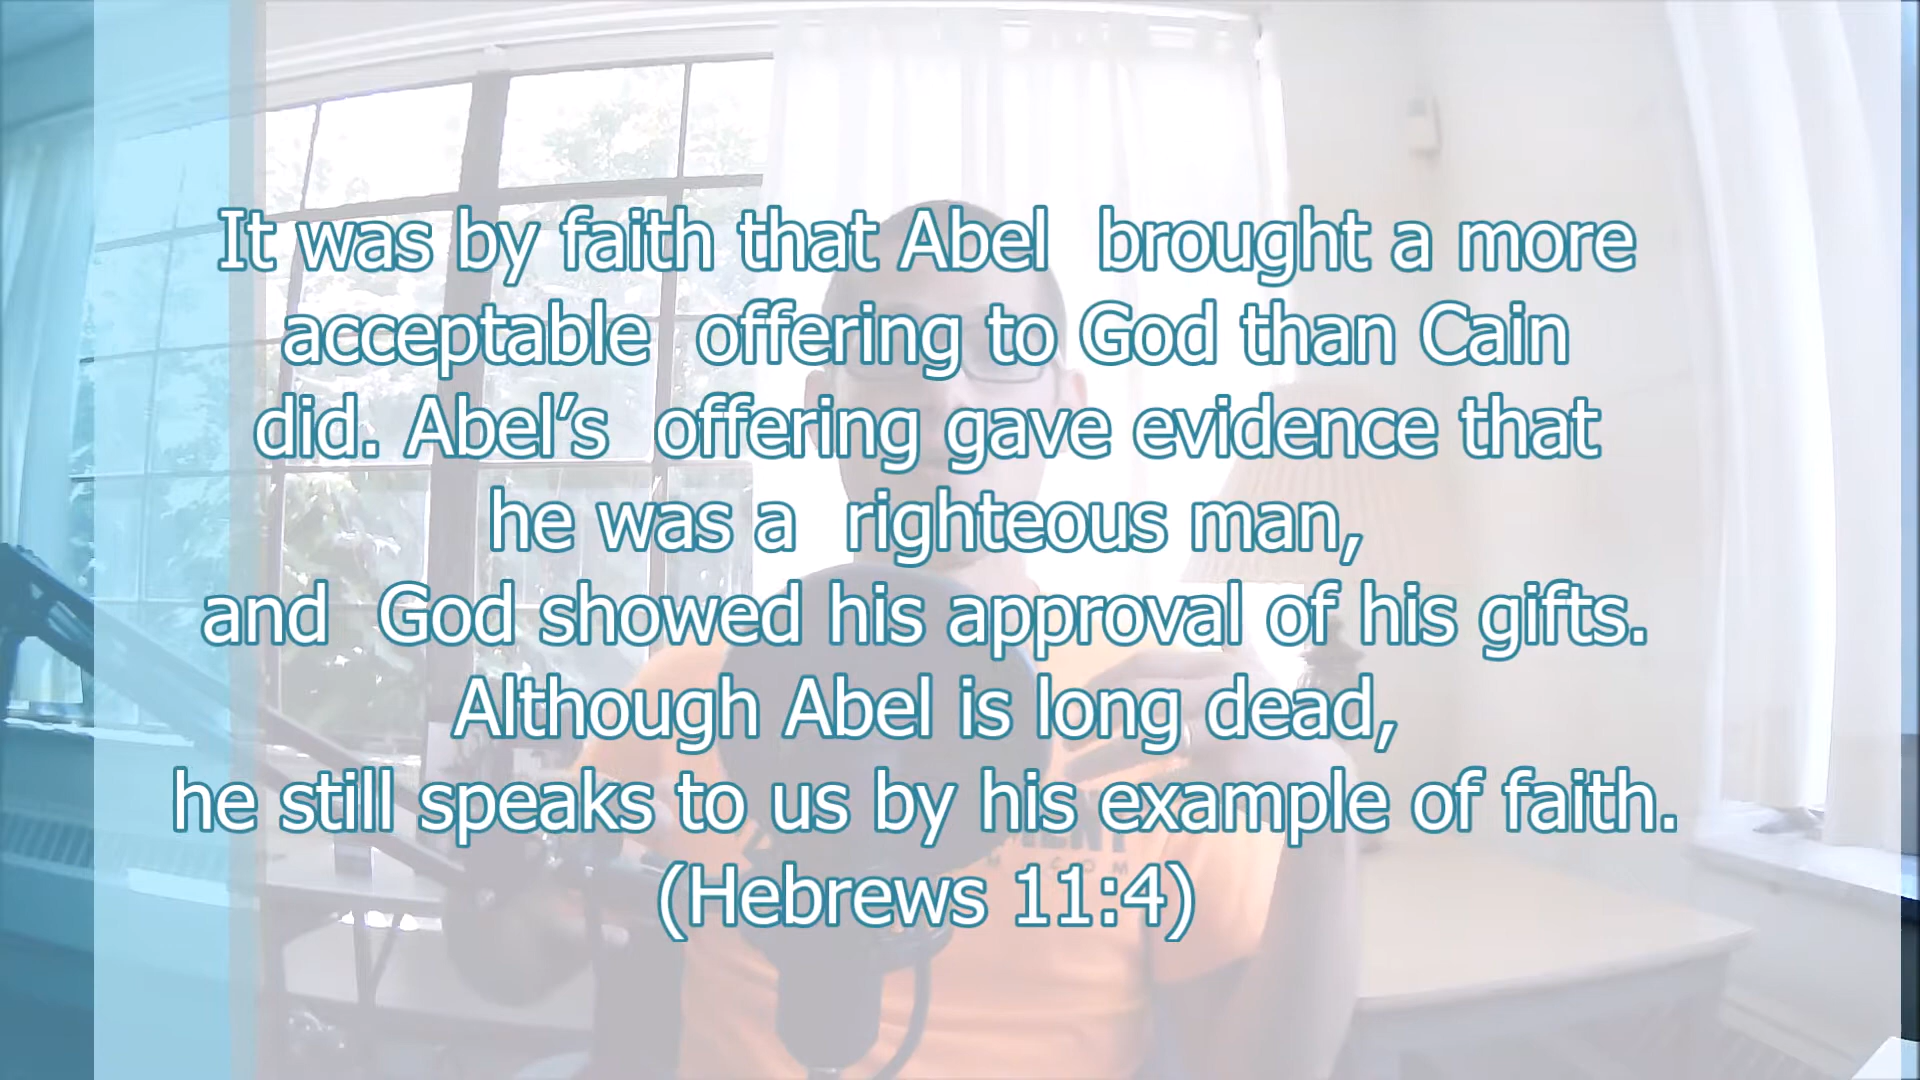 It was by faith that Abel brought a more
acceptable offering to God than Cain
did. Abel’s offering gave evidence that
he was a righteous man,
and God showed his approval of his gifts.
Although Abel is long dead,
he still speaks to us by his example of faith.
(Hebrews 11:4)